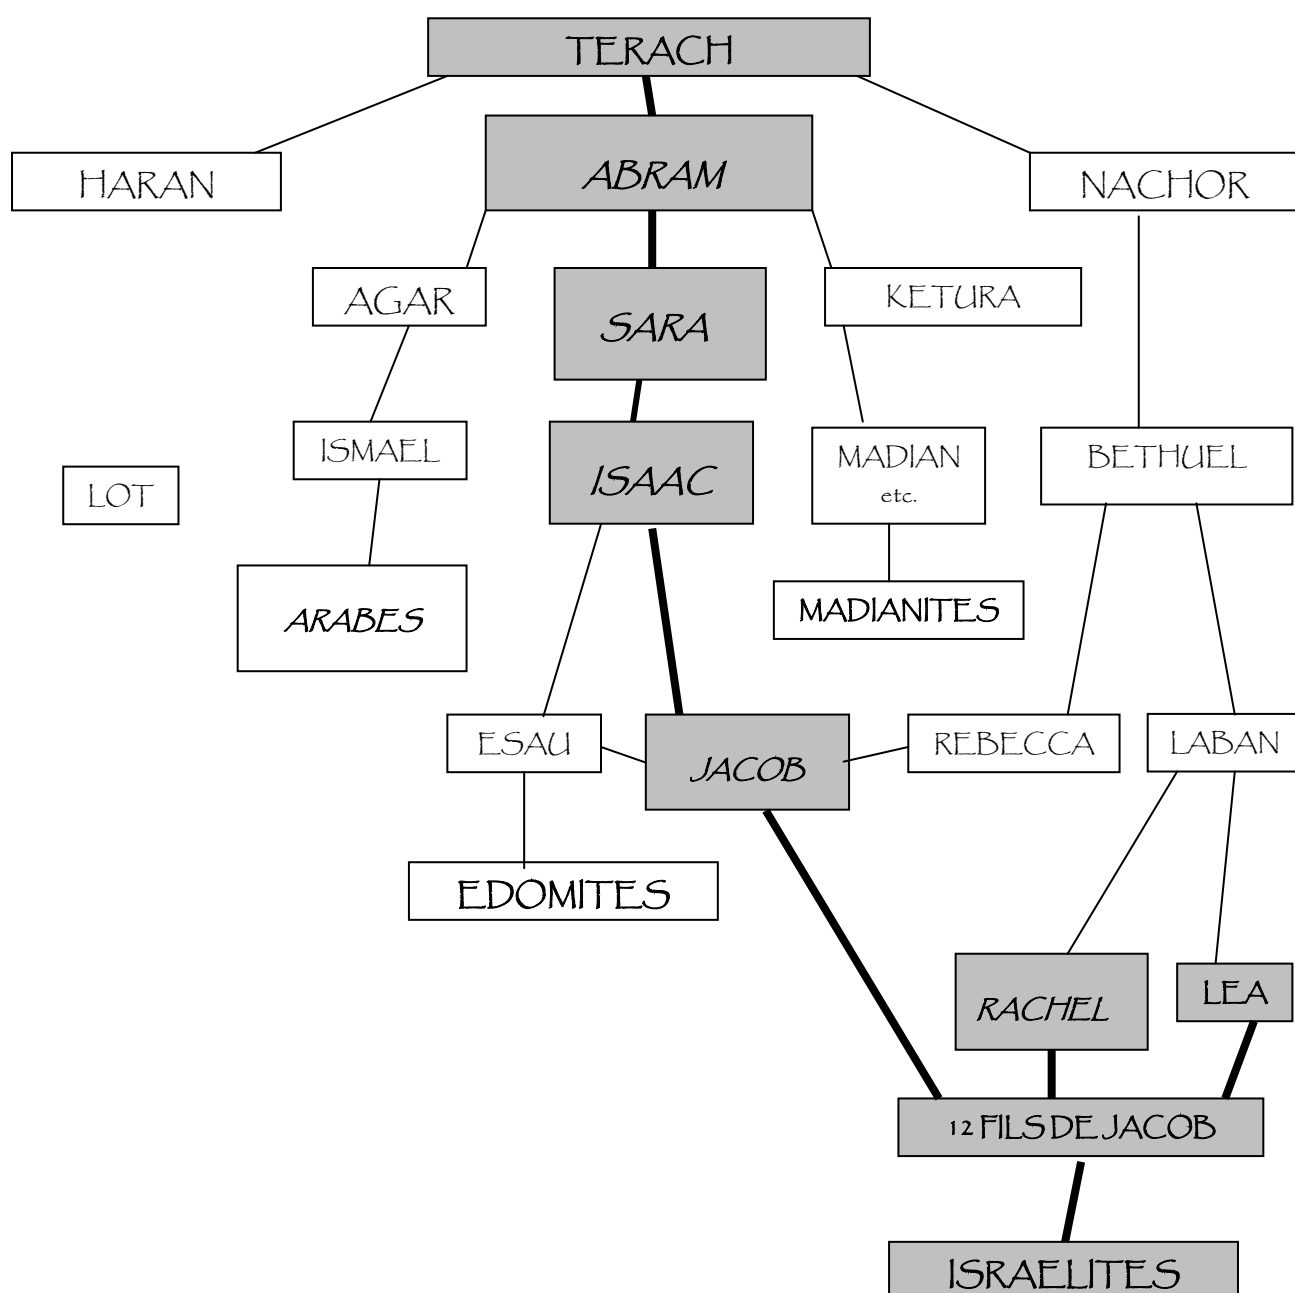 TERACH
HARAN
ABRAM
NACHOR
AGAR
SARA
KETURA
ISMAEL
ISAAC
MADIAN
etc.
BETHUEL
LOT
ARABES
MADIANITES
ESAU
JACOB
REBECCA
LABAN
EDOMITES
RACHEL
LEA
12 FILS DE JACOB
ISRAELITES